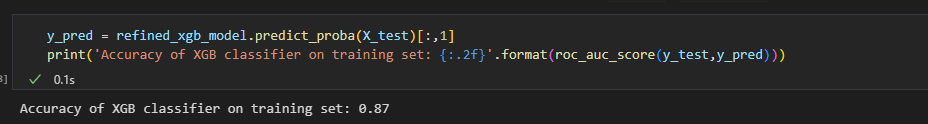 y_pred = refined_xgb_model.predict_proba(X_test)[:,1]
print('Accuracy of XGB classifier on training set: {:.2f}'.format(roc_auc_score(y_test,y_pred)))
] ✓ 0.1s
Accuracy of XGB classifier on training set: 0.87